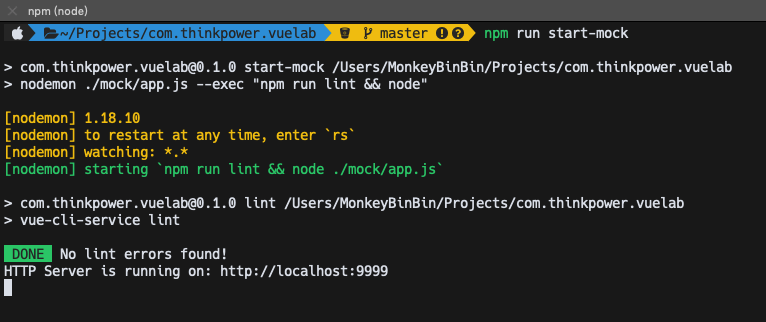 npm (node)
~/Projects/com.thinkpower.vuelab master npm run start-mock
> com.thinkpower.vuelab@0.1.0 start-mock /Users/MonkeyBinBin/Projects/com.thinkpower.vuelab
> nodemon ./mock/app.js --exec "npm run lint && node"
[nodemon] 1.18.10
[nodemon] to restart at any time, enter `rs`
[nodemon] watching: *.*
[nodemon] starting `npm run lint && node ./mock/app.js`
> com.thinkpower.vuelab@0.1.0 lint /Users/MonkeyBinBin/Projects/com.thinkpower.vuelab
> vue-cli-service lint
DONE No lint errors found!
HTTP Server is running on: http://localhost:9999